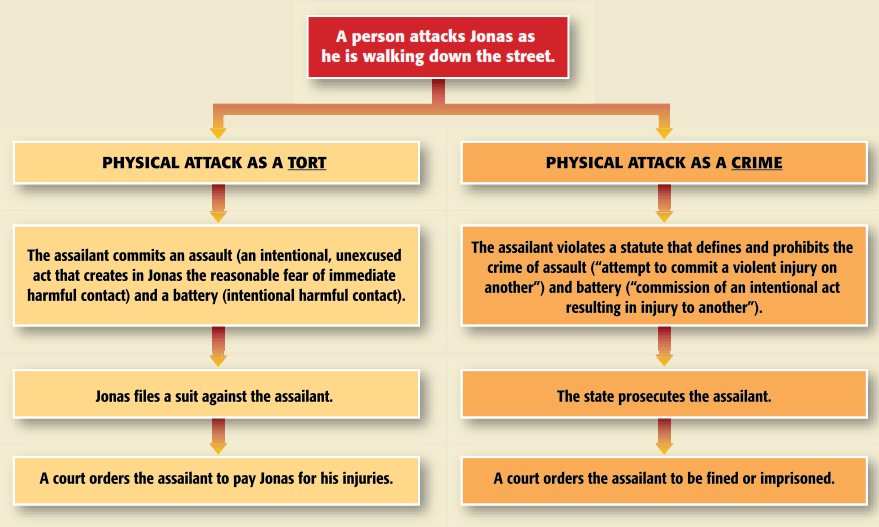 A person attacks Jonas as
he is walking down the street.
PHYSICAL ATTACK AS A TORT
The assailant commits an assault (an intentional, unexcused
act that creates in Jonas the reasonable fear of immediate
harmful contact) and a battery (intentional harmful contact).
Jonas files a suit against the assailant.
A court orders the assailant to pay Jonas for his injuries.
PHYSICAL ATTACK AS A CRIME
The assailant violates a statute that defines and prohibits the
crime of assault (“attempt to commit a violent injury on
another”) and battery (“commission of an intentional act
resulting in injury to another”).
The state prosecutes the assailant.
A court orders the assailant to be fined or imprisoned.